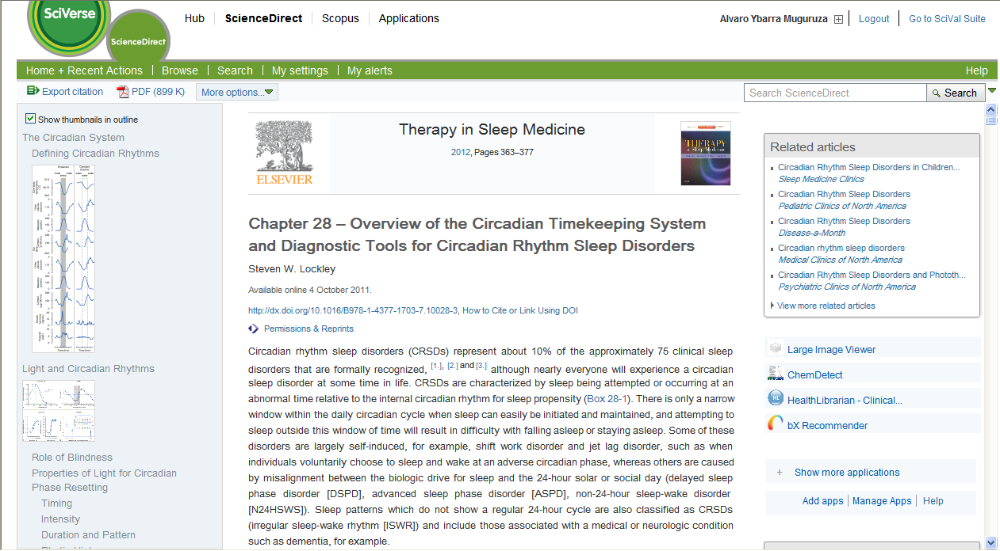 SciVerse
ScienceDirect
Hub
ScienceDirect
Scopus
Applications
Alvaro Ybarra Muguruza
Logout
Go to SciVal Suite
Home + Recent Actions
Browse
Search
My settings
My alerts
Help
Export citation
PDF (899 K)
More options...
Search ScienceDirect
Search
Show thumbnails in outline
The Circadian System
Defining Circadian Rhythms
Light and Circadian Rhythms
Role of Blindness
Properties of Light for Circadian
Phase Resetting
Timing
Intensity
Duration and Pattern
ELSEVIER
Therapy in Sleep Medicine
2012, Pages 363–377
THERAPY
in Sleep Medicine
Chapter 28 – Overview of the Circadian Timekeeping System
and Diagnostic Tools for Circadian Rhythm Sleep Disorders
Steven W. Lockley
Available online 4 October 2011.
http://dx.doi.org/10.1016/B978-1-4377-1703-7.10028-3, How to Cite or Link Using DOI
Permissions & Reprints
Circadian rhythm sleep disorders (CRSDs) represent about 10% of the approximately 75 clinical sleep
disorders that are formally recognized, [1.], [2.] and [3.] although nearly everyone will experience a circadian
sleep disorder at some time in life. CRSDs are characterized by sleep being attempted or occurring at an
abnormal time relative to the internal circadian rhythm for sleep propensity (Box 28-1). There is only a narrow
window within the daily circadian cycle when sleep can easily be initiated and maintained, and attempting to
sleep outside this window of time will result in difficulty with falling asleep or staying asleep. Some of these
disorders are largely self-induced, for example, shift work disorder and jet lag disorder, such as when
individuals voluntarily choose to sleep and wake at an adverse circadian phase, whereas others are caused
by misalignment between the biologic drive for sleep and the 24-hour solar or social day (delayed sleep
phase disorder [DSPD], advanced sleep phase disorder [ASPD], non-24-hour sleep-wake disorder
[N24HSWS]). Sleep patterns which do not show a regular 24-hour cycle are also classified as CRSDs
(irregular sleep-wake rhythm [ISWR]) and include those associated with a medical or neurologic condition
such as dementia, for example.
Related articles
Circadian Rhythm Sleep Disorders in Children...
Sleep Medicine Clinics
Circadian Rhythm Sleep Disorders
Pediatric Clinics of North America
Circadian Rhythm Sleep Disorders
Disease-a-Month
Circadian rhythm sleep disorders
Medical Clinics of North America
Circadian Rhythm Sleep Disorders and Phototh...
Psychiatric Clinics of North America
View more related articles
Large Image Viewer
ChemDetect
HL
HealthLibrarian - Clinical...
bX Recommender
+ Show more applications
Add apps
Manage Apps
Help